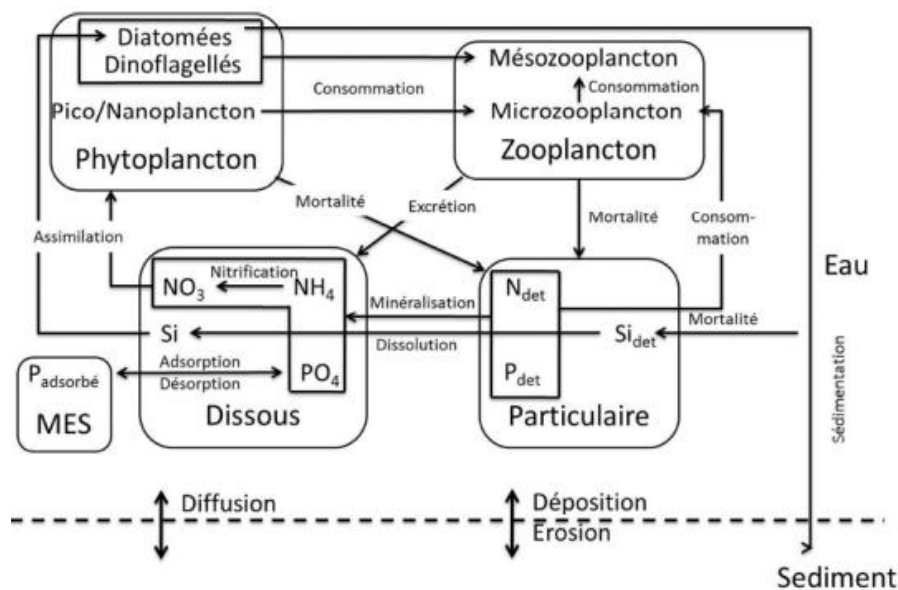 Diatomées
Dinoflagellés
Pico/Nanoplancton
Phytoplancton
Consommation
Mésozooplancton
Consommation
Microzooplancton
Zooplancton
Mortalité
Excrétion
Mortalité
Consom-
mation
Assimilation
Eau
NO3
Nitrification
NH4
Minéralisation
Ndet
Si
Dissolution
Sidet
Mortalité
Padsorbé
MES
Adsorption
Désorption
PO4
Pdet
Dissous
Particulaire
Sédimentation
Diffusion
Déposition
Erosion
Sediment